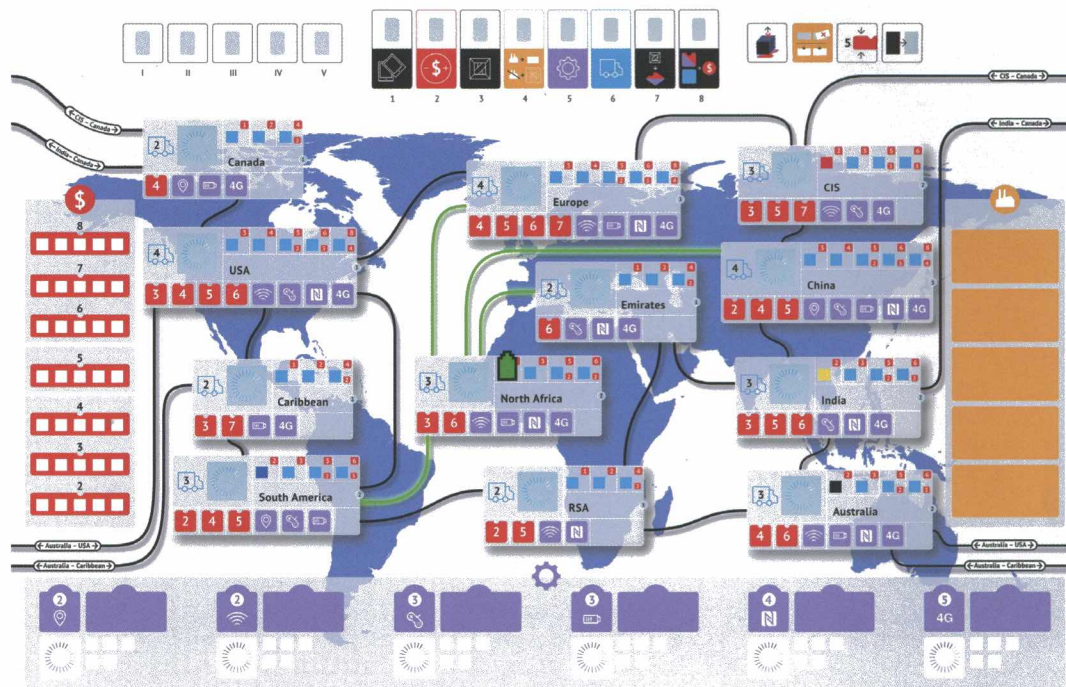 I II III IV V
1 2 3 4 5 6 7 8
$
5
← CIS – Canada →
← India – Canada →
← CIS – Canada →
← India – Canada →
2
Canada
4 4G
4
Europe
4 5 6 7 4G
3
CIS
3 5 7 4G
$
8
7
6
5
4
3
2
4
USA
3 4 5 6 4G
2
Emirates
6 4G
4
China
2 4 5 4G
2
Caribbean
3 7 4G
3
North Africa
3 6 4G
3
India
3 5 6 4G
3
South America
2 4 5
2
RSA
2 5
3
Australia
4 6 4G
← Australia – USA →
← Australia – Caribbean →
← Australia – USA →
← Australia – Caribbean →
2 2 3 3 4 5
4G